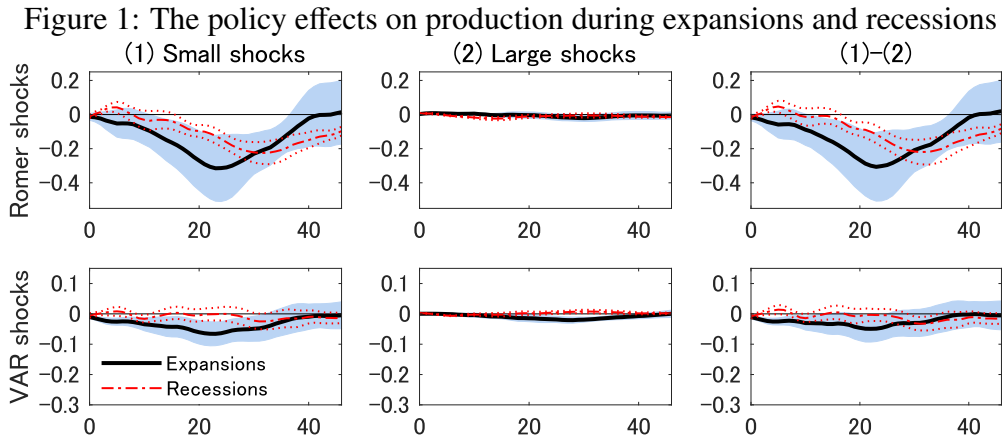 Figure 1: The policy effects on production during expansions and recessions
(1) Small shocks (2) Large shocks (1)−(2)
Romer shocks
0.2 0.2 0.2
0 0 0
−0.2 −0.2 −0.2
−0.4 −0.4 −0.4
0 20 40 0 20 40 0 20 40
VAR shocks
0.1 0.1 0.1
0 0 0
−0.1 −0.1 −0.1
−0.2 −0.2 −0.2
−0.3 −0.3 −0.3
Expansions
Recessions
0 20 40 0 20 40 0 20 40